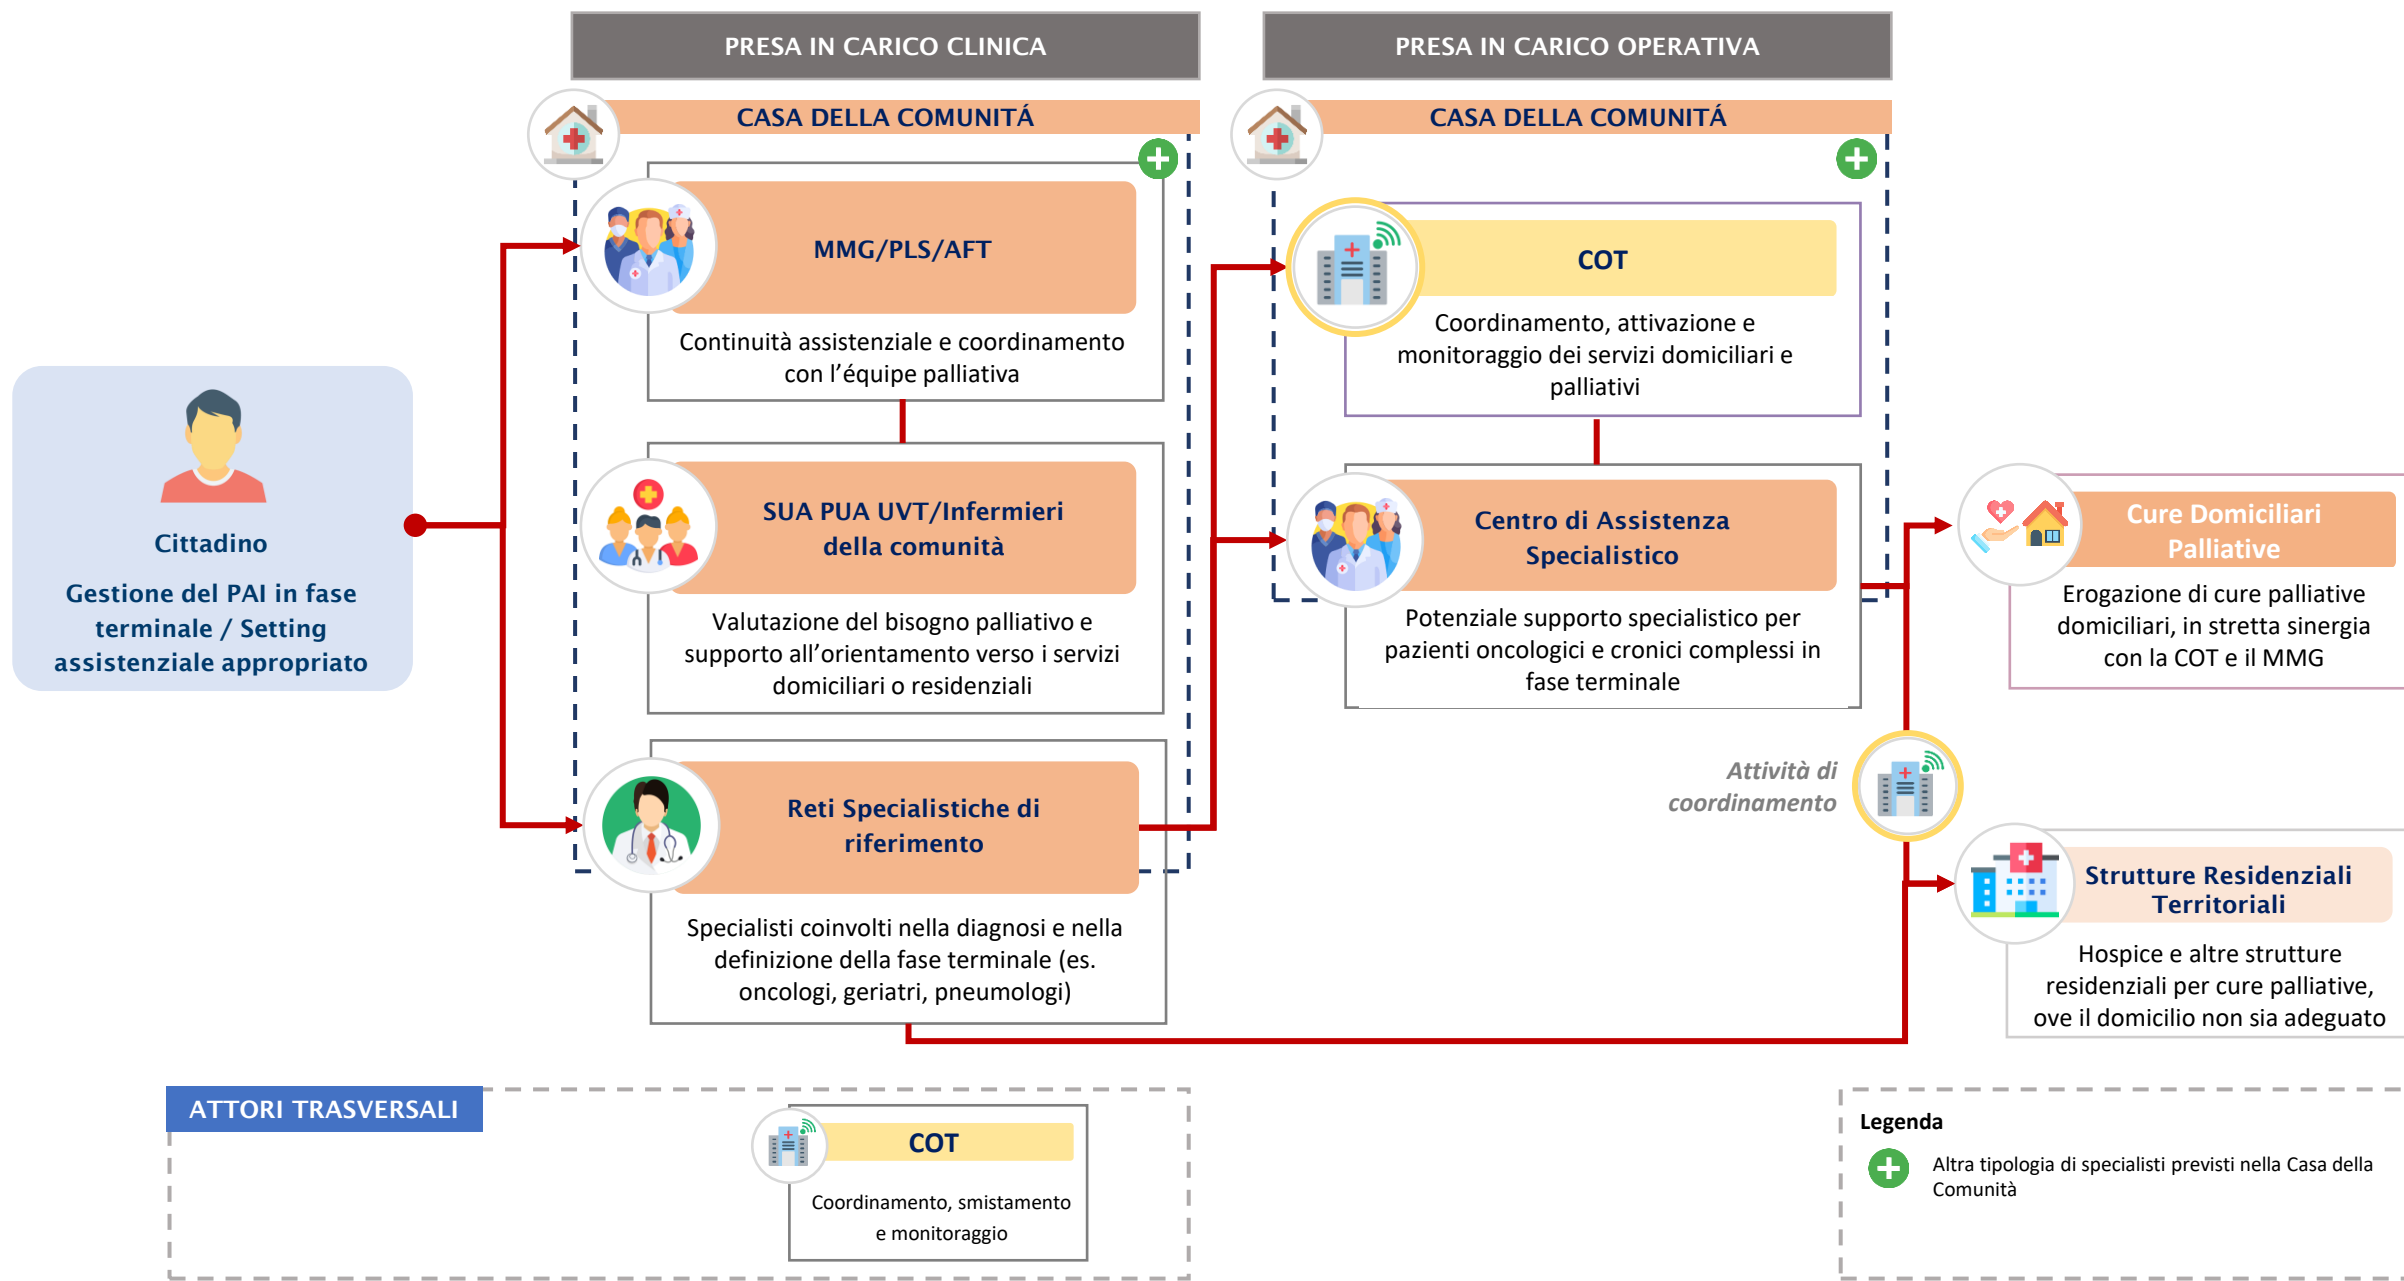 PRESA IN CARICO CLINICA
PRESA IN CARICO OPERATIVA
CASA DELLA COMUNITÁ
CASA DELLA COMUNITÁ
Cittadino
Gestione del PAI in fase
terminale / Setting
assistenziale appropriato
MMG/PLS/AFT
Continuità assistenziale e coordinamento
con l’équipe palliativa
SUA PUA UVT/Infermieri
della comunità
Valutazione del bisogno palliativo e
supporto all’orientamento verso i servizi
domiciliari o residenziali
Reti Specialistiche di
riferimento
Specialisti coinvolti nella diagnosi e nella
definizione della fase terminale (es.
oncologi, geriatri, pneumologi)
COT
Coordinamento, attivazione e
monitoraggio dei servizi domiciliari e
palliativi
Centro di Assistenza
Specialistico
Potenziale supporto specialistico per
pazienti oncologici e cronici complessi in
fase terminale
Attività di
coordinamento
Cure Domiciliari
Palliative
Erogazione di cure palliative
domiciliari, in stretta sinergia
con la COT e il MMG
Strutture Residenziali
Territoriali
Hospice e altre strutture
residenziali per cure palliative,
ove il domicilio non sia adeguato
ATTORI TRASVERSALI
COT
Coordinamento, smistamento
e monitoraggio
Legenda
Altra tipologia di specialisti previsti nella Casa della
Comunità